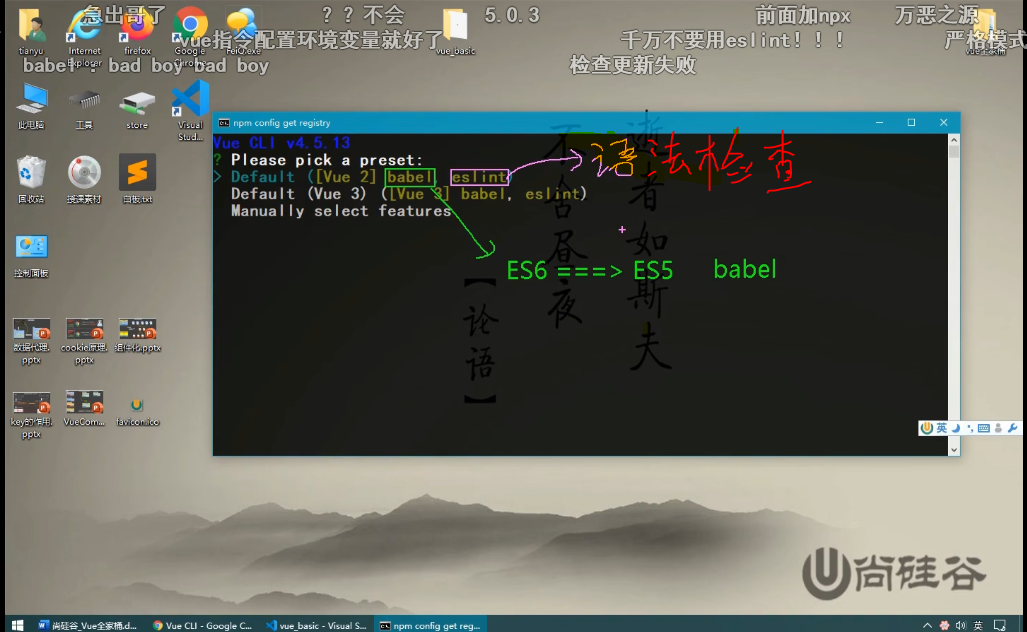 急出哥了
？？不会
5.0.3
前面加npx
万恶之源
vue指令配置环境变量就好了
千万不要用eslint！！！
严格模式
babel：bad boy bad boy
检查更新失败
tianyu
Internet Explorer
firefox
Google Chrome
FeiQ.exe
vue_basic
vue全家桶
此电脑
工具
store
Visual Stud...
回收站
授课素材
白板.txt
控制面板
数据代理.pptx
cookie原理.pptx
组件化.pptx
key的作用.pptx
VueCom...
favicon.ico
npm config get registry
Vue CLI v4.5.13
? Please pick a preset:
> Default ([Vue 2] babel, eslint)
Default (Vue 3) ([Vue 3] babel, eslint)
Manually select features
语法检查
ES6 ===> ES5 babel
逝者如斯夫
不舍昼夜
【论语】
英
尚硅谷
尚硅谷_Vue全家桶.d...
Vue CLI - Google C...
vue_basic - Visual S...
npm config get reg...
英